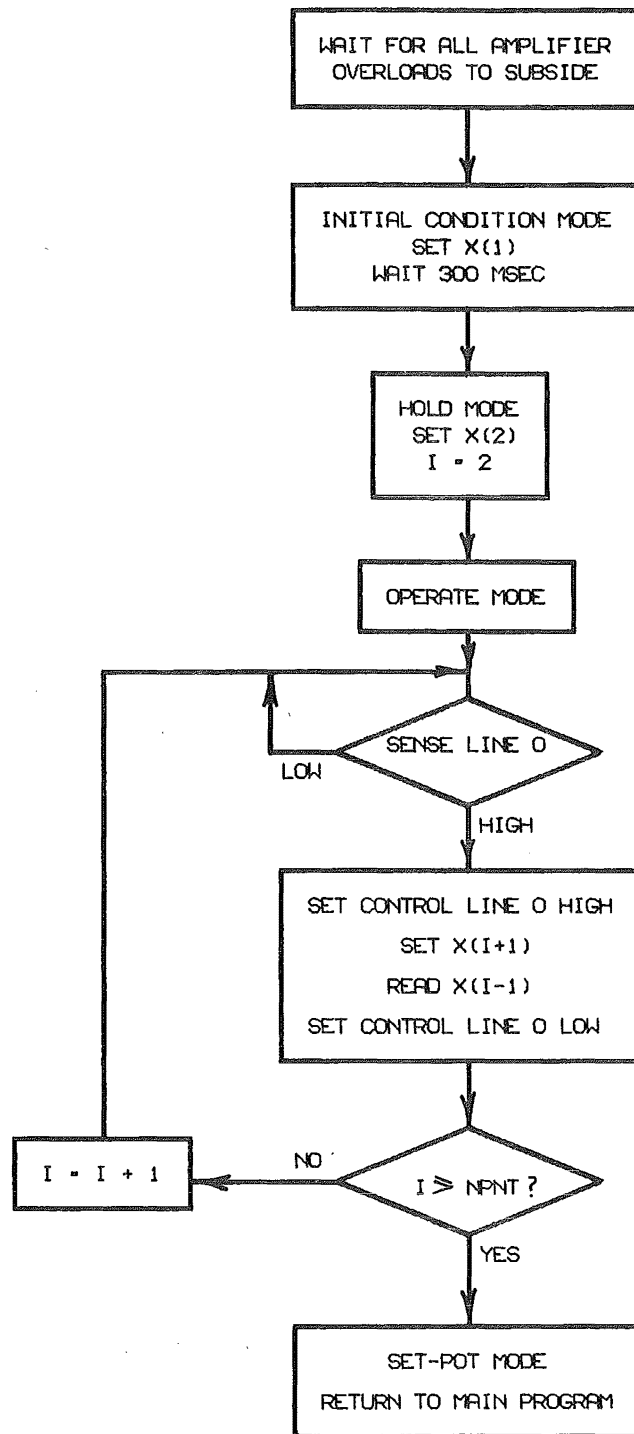 WAIT FOR ALL AMPLIFIER
OVERLOADS TO SUBSIDE
INITIAL CONDITION MODE
SET X(1)
WAIT 300 MSEC
HOLD MODE
SET X(2)
I = 2
OPERATE MODE
SENSE LINE 0
LOW
HIGH
SET CONTROL LINE 0 HIGH
SET X(I+1)
READ X(I-1)
SET CONTROL LINE 0 LOW
I = I + 1
NO
I ⩾ NPNT ?
YES
SET-POT MODE
RETURN TO MAIN PROGRAM